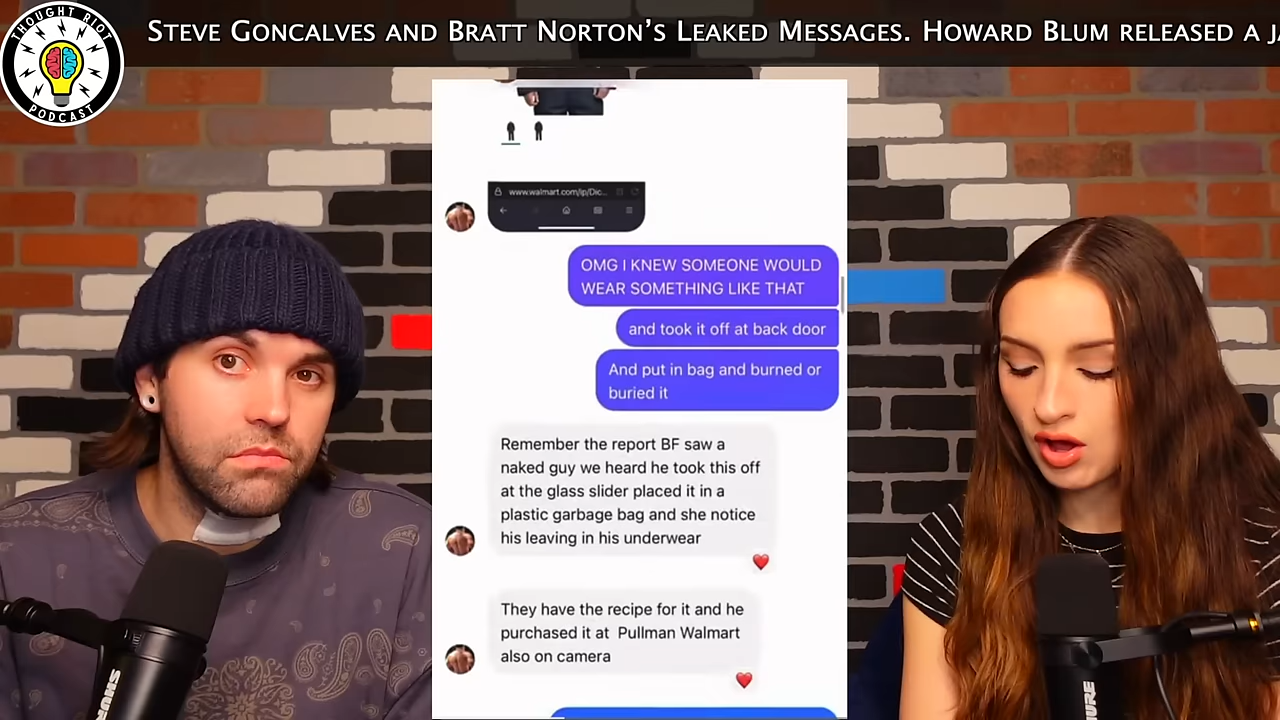 THOUGHT RIOT
PODCAST
STEVE GONCALVES AND BRATT NORTON'S LEAKED MESSAGES. HOWARD BLUM RELEASED A
www.walmart.com/ip/Dic...
OMG I KNEW SOMEONE WOULD
WEAR SOMETHING LIKE THAT
and took it off at back door
And put in bag and burned or
buried it
Remember the report BF saw a
naked guy we heard he took this off
at the glass slider placed it in a
plastic garbage bag and she notice
his leaving in his underwear
They have the recipe for it and he
purchased it at Pullman Walmart
also on camera
SHURE
SHURE